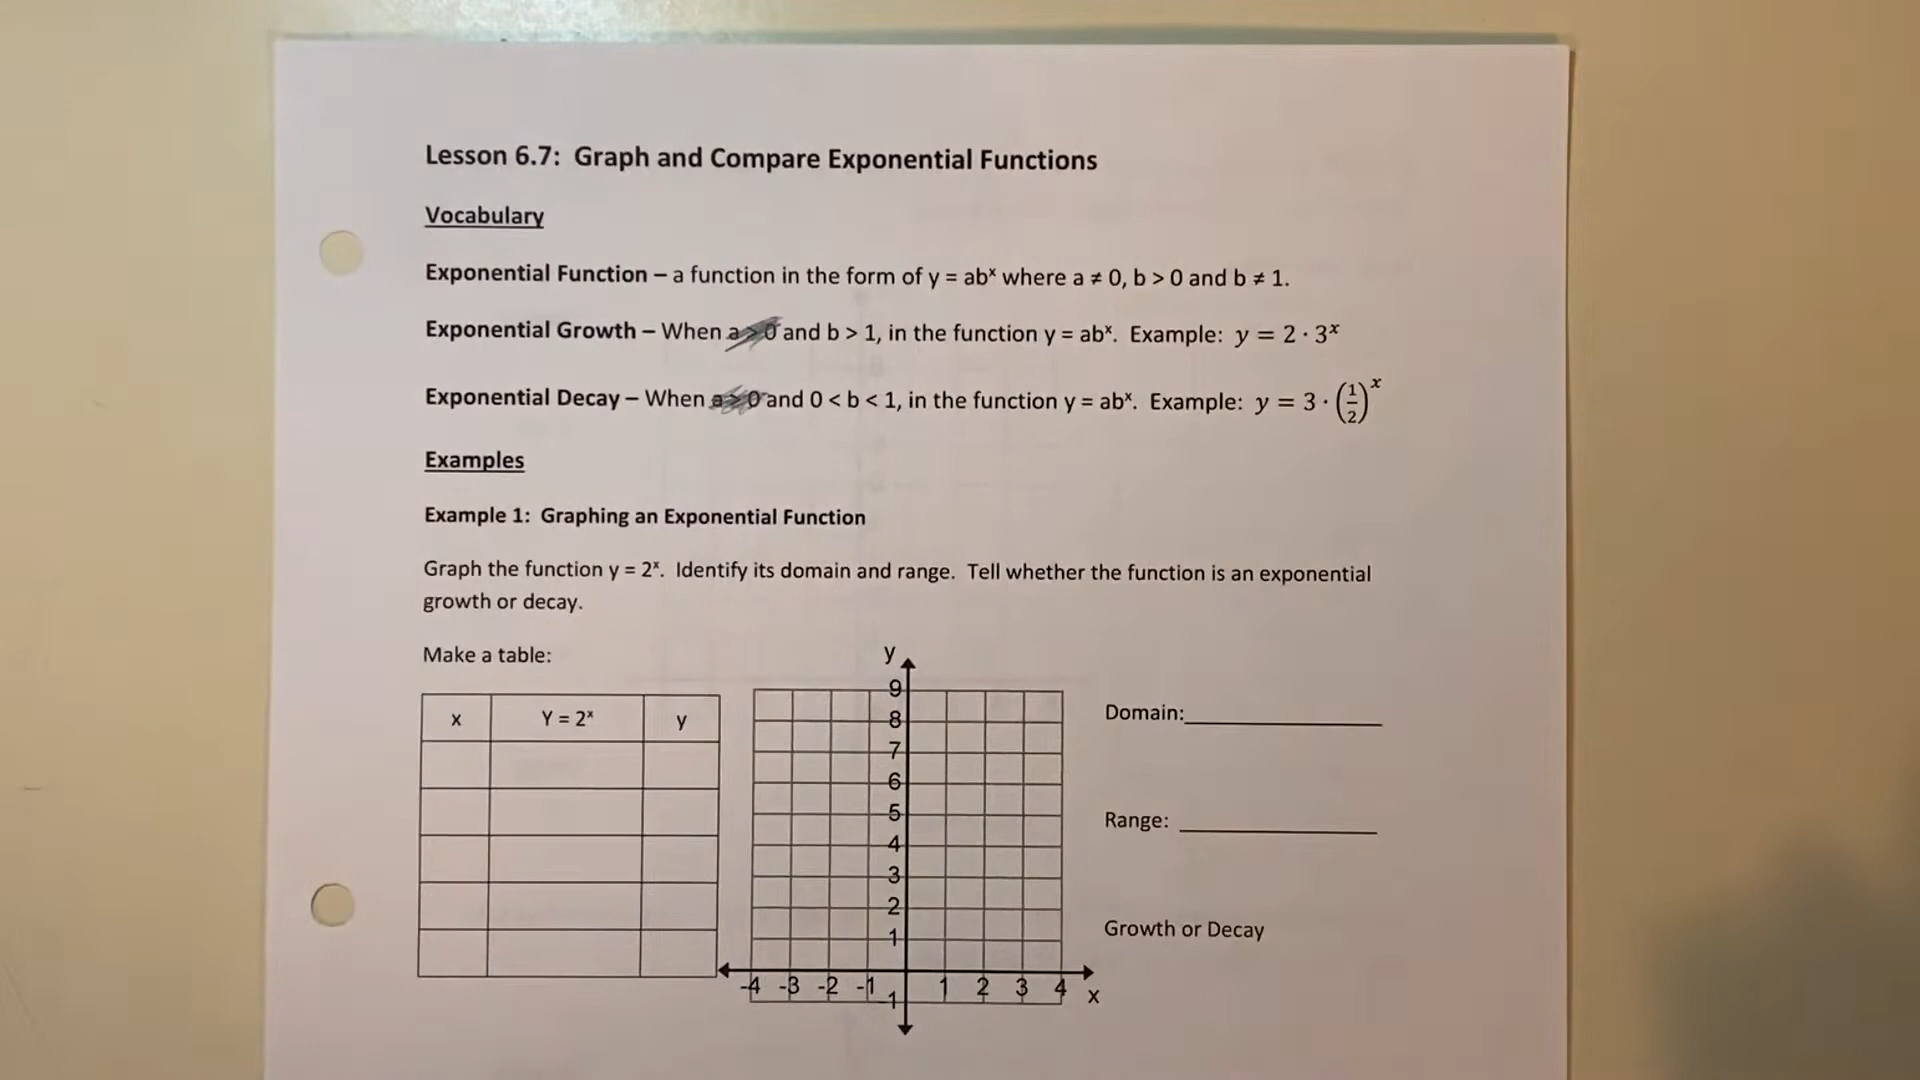 Lesson 6.7: Graph and Compare Exponential Functions
Vocabulary
Exponential Function – a function in the form of y = abˣ where a ≠ 0, b > 0 and b ≠ 1.
Exponential Growth – When a > 0 and b > 1, in the function y = abˣ. Example: y = 2 · 3ˣ
Exponential Decay – When a > 0 and 0 < b < 1, in the function y = abˣ. Example: y = 3 · (1/2)ˣ
Examples
Example 1: Graphing an Exponential Function
Graph the function y = 2ˣ. Identify its domain and range. Tell whether the function is an exponential
growth or decay.
Make a table:
x Y = 2ˣ y
y
9
8
7
6
5
4
3
2
1
-4 -3 -2 -1 1 2 3 4 x
-1
Domain:
Range:
Growth or Decay